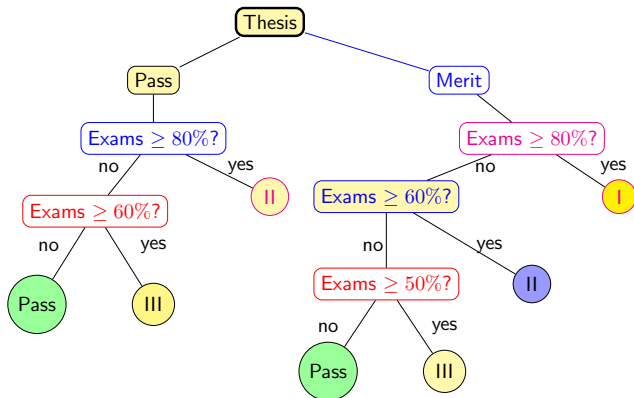 Thesis
Pass Merit
Exams ≥ 80%? Exams ≥ 80%?
no yes no yes
Exams ≥ 60%? II Exams ≥ 60%? I
no yes no yes
Pass III Exams ≥ 50%? II
no yes
Pass III